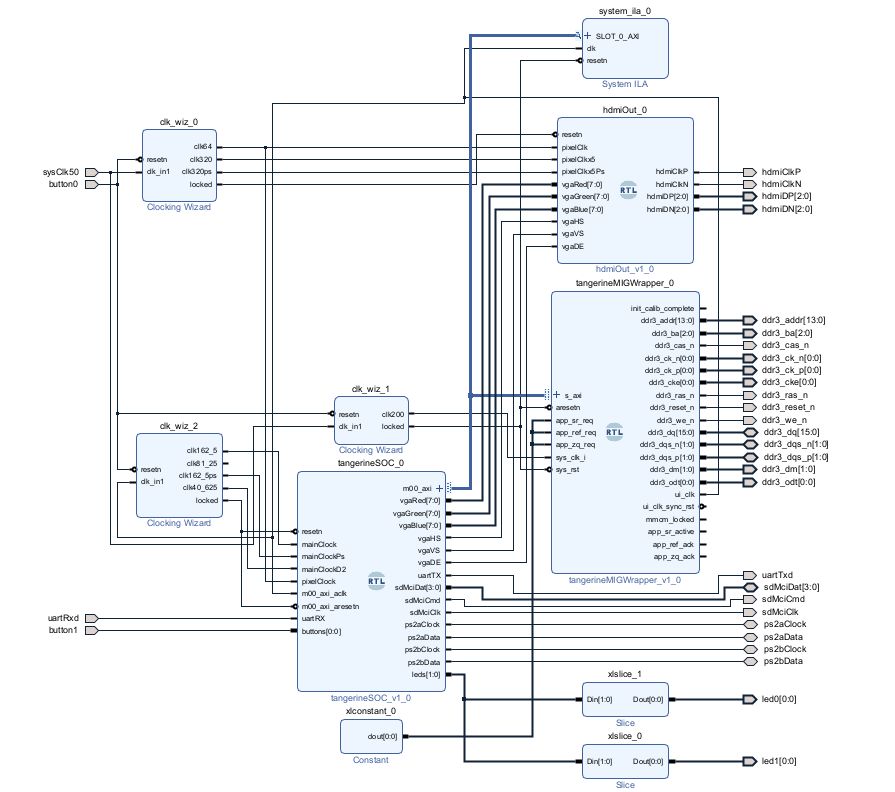 system_ila_0
SLOT_0_AXI
clk
resetn
System ILA
clk_wiz_0
resetn
clk_in1
clk64
clk320
clk320ps
locked
Clocking Wizard
sysClk50
button0
hdmiOut_0
resetn
pixelClk
pixelClkx5
pixelClkx5Ps
vgaRed[7:0]
vgaGreen[7:0]
vgaBlue[7:0]
vgaHS
vgaVS
vgaDE
RTL
hdmiClkP
hdmiClkN
hdmiDP[2:0]
hdmiDN[2:0]
hdmiOut_v1_0
hdmiClkP
hdmiClkN
hdmiDP[2:0]
hdmiDN[2:0]
tangerineMIGWrapper_0
s_axi
aresetn
app_sr_req
app_ref_req
app_zq_req
sys_clk_i
sys_rst
RTL
init_calib_complete
ddr3_addr[13:0]
ddr3_ba[2:0]
ddr3_cas_n
ddr3_ck_n[0:0]
ddr3_ck_p[0:0]
ddr3_cke[0:0]
ddr3_ras_n
ddr3_reset_n
ddr3_we_n
ddr3_dq[15:0]
ddr3_dqs_n[1:0]
ddr3_dqs_p[1:0]
ddr3_dm[1:0]
ddr3_odt[0:0]
ui_clk
ui_clk_sync_rst
mmcm_locked
app_sr_active
app_ref_ack
app_zq_ack
tangerineMIGWrapper_v1_0
ddr3_addr[13:0]
ddr3_ba[2:0]
ddr3_cas_n
ddr3_ck_n[0:0]
ddr3_ck_p[0:0]
ddr3_cke[0:0]
ddr3_ras_n
ddr3_reset_n
ddr3_we_n
ddr3_dq[15:0]
ddr3_dqs_n[1:0]
ddr3_dqs_p[1:0]
ddr3_dm[1:0]
ddr3_odt[0:0]
clk_wiz_1
resetn
clk_in1
clk200
locked
Clocking Wizard
clk_wiz_2
resetn
clk_in1
clk162_5
clk81_25
clk162_5ps
clk40_625
locked
Clocking Wizard
tangerineSOC_0
resetn
mainClock
mainClockPs
mainClockD2
pixelClock
m00_axi_aclk
m00_axi_aresetn
uartRX
buttons[0:0]
RTL
m00_axi
vgaRed[7:0]
vgaGreen[7:0]
vgaBlue[7:0]
vgaHS
vgaVS
vgaDE
uartTX
sdMciDat[3:0]
sdMciCmd
sdMciClk
ps2aClock
ps2aData
ps2bClock
ps2bData
leds[1:0]
tangerineSOC_v1_0
uartRxd
button1
uartTxd
sdMciDat[3:0]
sdMciCmd
sdMciClk
ps2aClock
ps2aData
ps2bClock
ps2bData
xlslice_1
Din[1:0]
Dout[0:0]
Slice
led0[0:0]
xlconstant_0
dout[0:0]
Constant
xlslice_0
Din[1:0]
Dout[0:0]
Slice
led1[0:0]